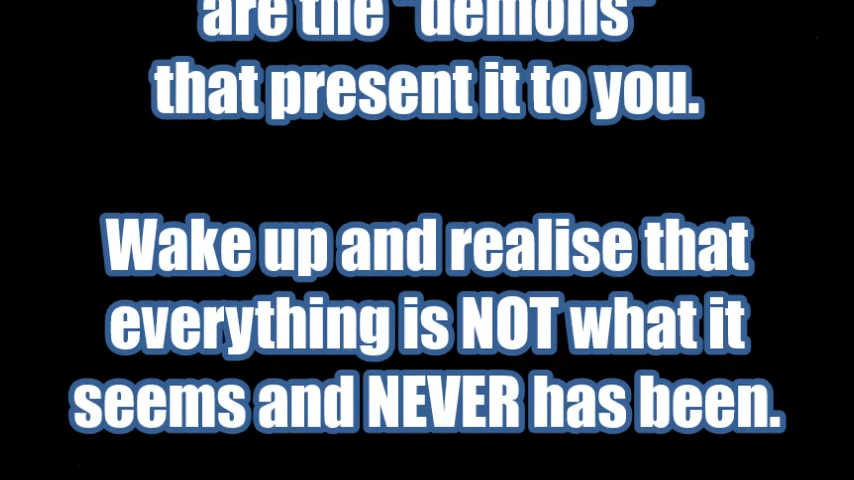 are the "demons"
that present it to you.
Wake up and realise that
everything is NOT what it
seems and NEVER has been.